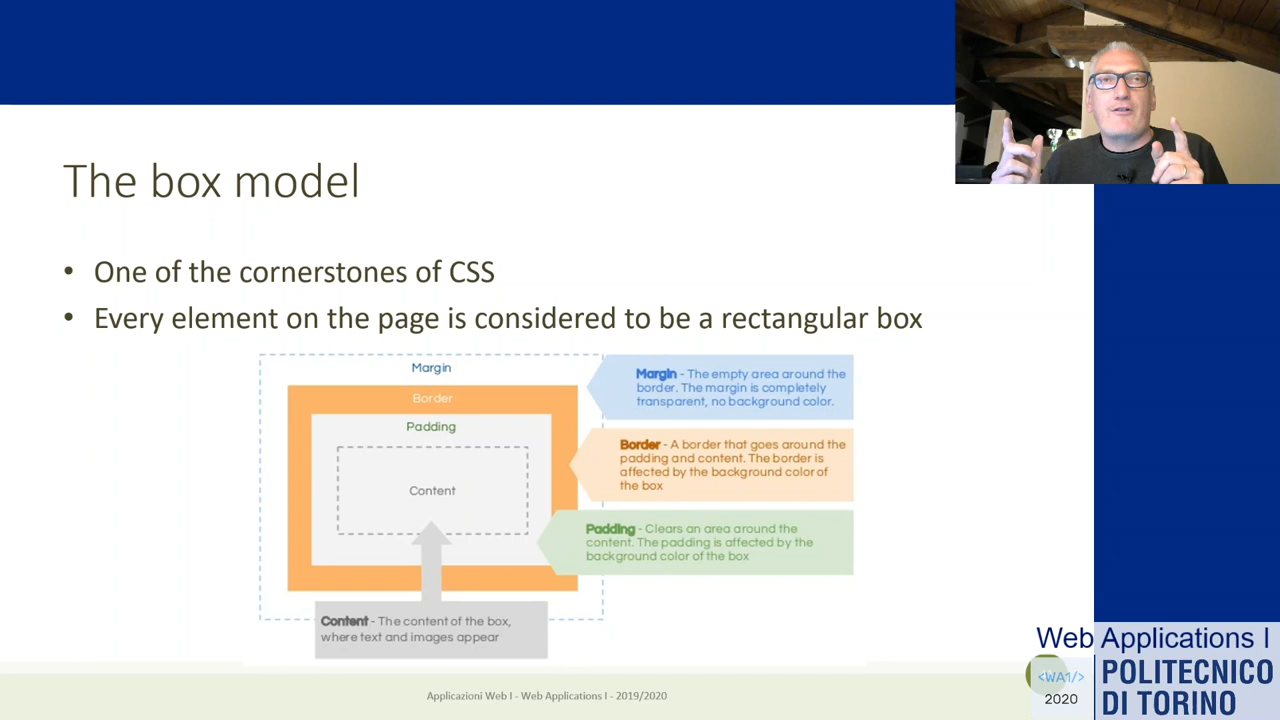 The box model
• One of the cornerstones of CSS
• Every element on the page is considered to be a rectangular box
Margin
Border
Padding
Content
Margin - The empty area around the
border. The margin is completely
transparent, no background color.
Border - A border that goes around the
padding and content. The border is
affected by the background color of
the box
Padding - Clears an area around the
content. The padding is affected by the
background color of the box
Content - The content of the box,
where text and images appear
Applicazioni Web I - Web Applications I - 2019/2020
Web Applications I
<WA1/>
2020
POLITECNICO
DI TORINO